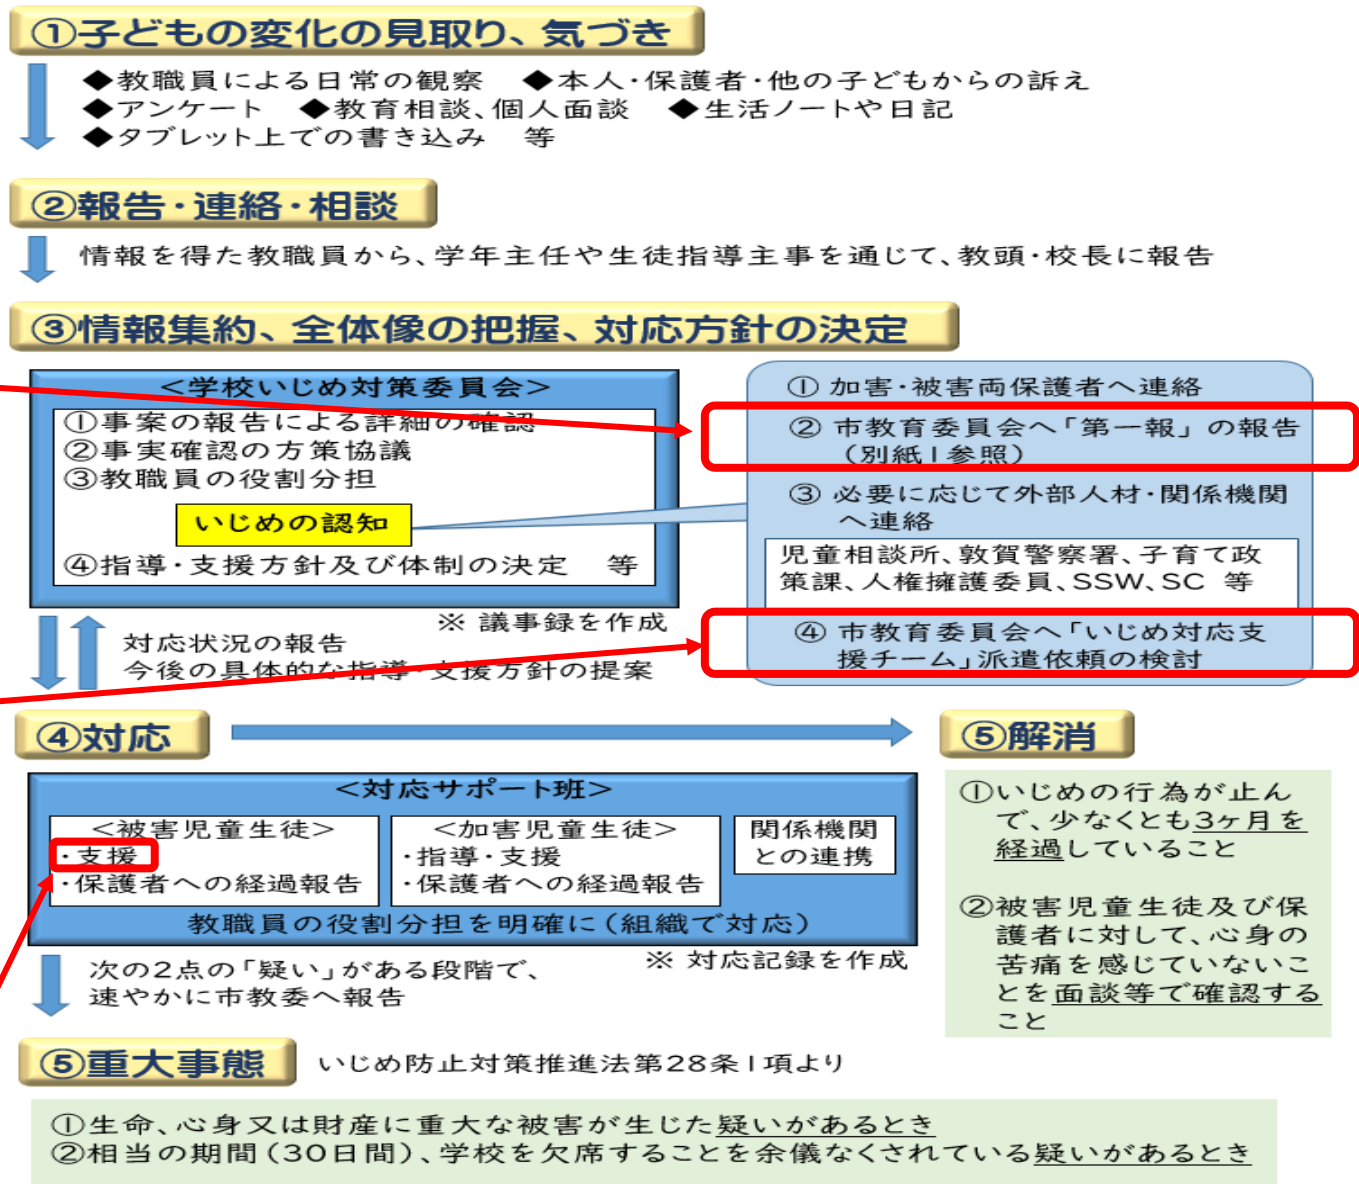 ①子どもの変化の見取り、気づき
◆教職員による日常の観察　◆本人・保護者・他の子どもからの訴え
◆アンケート　◆教育相談、個人面談　◆生活ノートや日記
◆タブレット上での書き込み　等
②報告・連絡・相談
情報を得た教職員から、学年主任や生徒指導主事を通じて、教頭・校長に報告
③情報集約、全体像の把握、対応方針の決定
＜学校いじめ対策委員会＞
①事案の報告による詳細の確認
②事実確認の方策協議
③教職員の役割分担
いじめの認知
④指導・支援方針及び体制の決定　等
※ 議事録を作成
① 加害・被害両保護者へ連絡
② 市教育委員会へ「第一報」の報告
（別紙1参照）
③ 必要に応じて外部人材・関係機関
へ連絡
児童相談所、敦賀警察署、子育て政
策課、人権擁護委員、SSW、SC 等
④ 市教育委員会へ「いじめ対応支
援チーム」派遣依頼の検討
対応状況の報告
今後の具体的な指導・支援方針の提案
④対応
＜対応サポート班＞
＜被害児童生徒＞
・支援
・保護者への経過報告
＜加害児童生徒＞
・指導・支援
・保護者への経過報告
関係機関
との連携
教職員の役割分担を明確に（組織で対応）
※ 対応記録を作成
⑤解消
①いじめの行為が止ん
で、少なくとも3ヶ月を
経過していること
②被害児童生徒及び保
護者に対して、心身の
苦痛を感じていないこ
とを面談等で確認する
こと
次の2点の「疑い」がある段階で、
速やかに市教委へ報告
⑤重大事態
いじめ防止対策推進法第28条1項より
①生命、心身又は財産に重大な被害が生じた疑いがあるとき
②相当の期間（30日間）、学校を欠席することを余儀なくされている疑いがあるとき